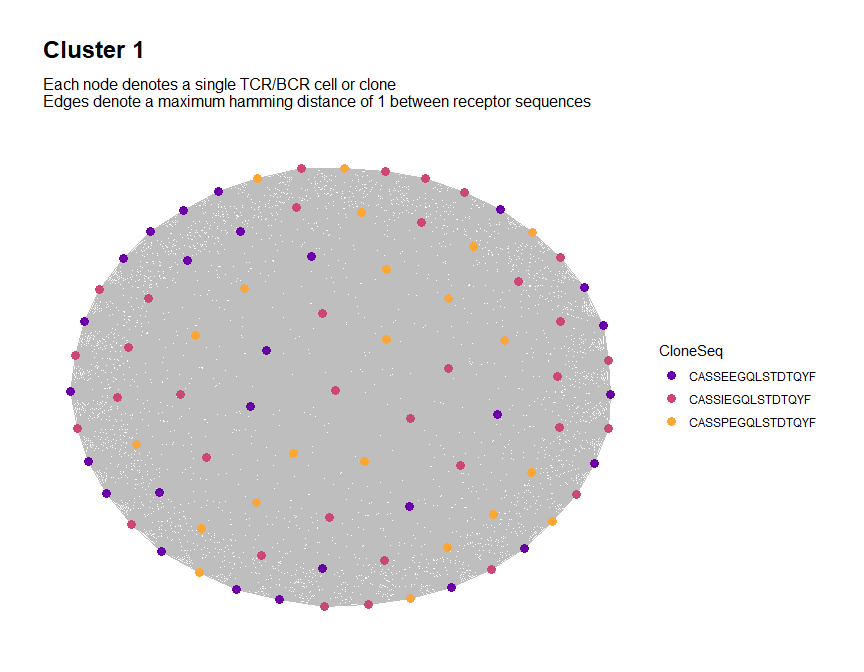 Cluster 1
Each node denotes a single TCR/BCR cell or clone
Edges denote a maximum hamming distance of 1 between receptor sequences
CloneSeq
CASSEEGQLSTDTQYF
CASSIEGQLSTDTQYF
CASSPEGQLSTDTQYF